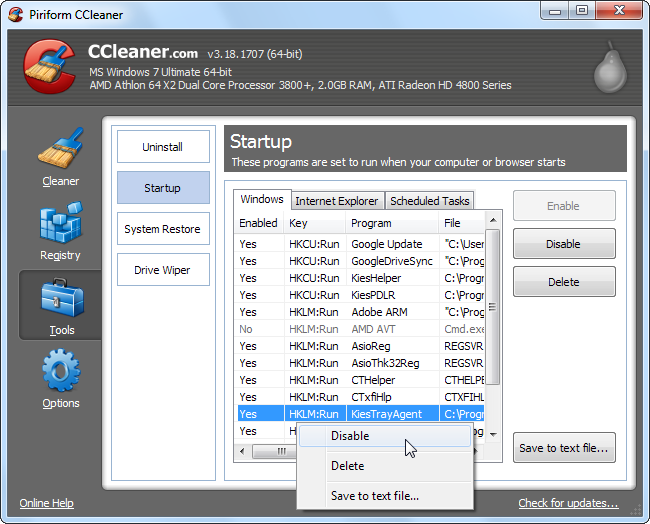 Piriform CCleaner
CCleaner.com v3.18.1707 (64-bit)
MS Windows 7 Ultimate 64-bit
AMD Athlon 64 X2 Dual Core Processor 3800+, 2.0GB RAM, ATI Radeon HD 4800 Series
Cleaner
Registry
Tools
Options
Uninstall
Startup
System Restore
Drive Wiper
Startup
These programs are set to run when your computer or browser starts
Windows Internet Explorer Scheduled Tasks
Enabled Key Program File
Yes HKCU:Run Google Update "C:\User
Yes HKCU:Run GoogleDriveSync "C:\Prog
Yes HKCU:Run KiesHelper C:\Progr
Yes HKCU:Run KiesPDLR C:\Progr
Yes HKLM:Run Adobe ARM "C:\Prog
No HKLM:Run AMD AVT Cmd.exe
Yes HKLM:Run AsioReg REGSVR
Yes HKLM:Run AsioThk32Reg REGSVR
Yes HKLM:Run CTHelper CTHELPE
Yes HKLM:Run CTxfiHlp CTXFIHL
Yes HKLM:Run KiesTrayAgent C:\Progr
Yes
Disable
Delete
Save to text file...
Enable
Disable
Delete
Save to text file...
Online Help
Check for updates...